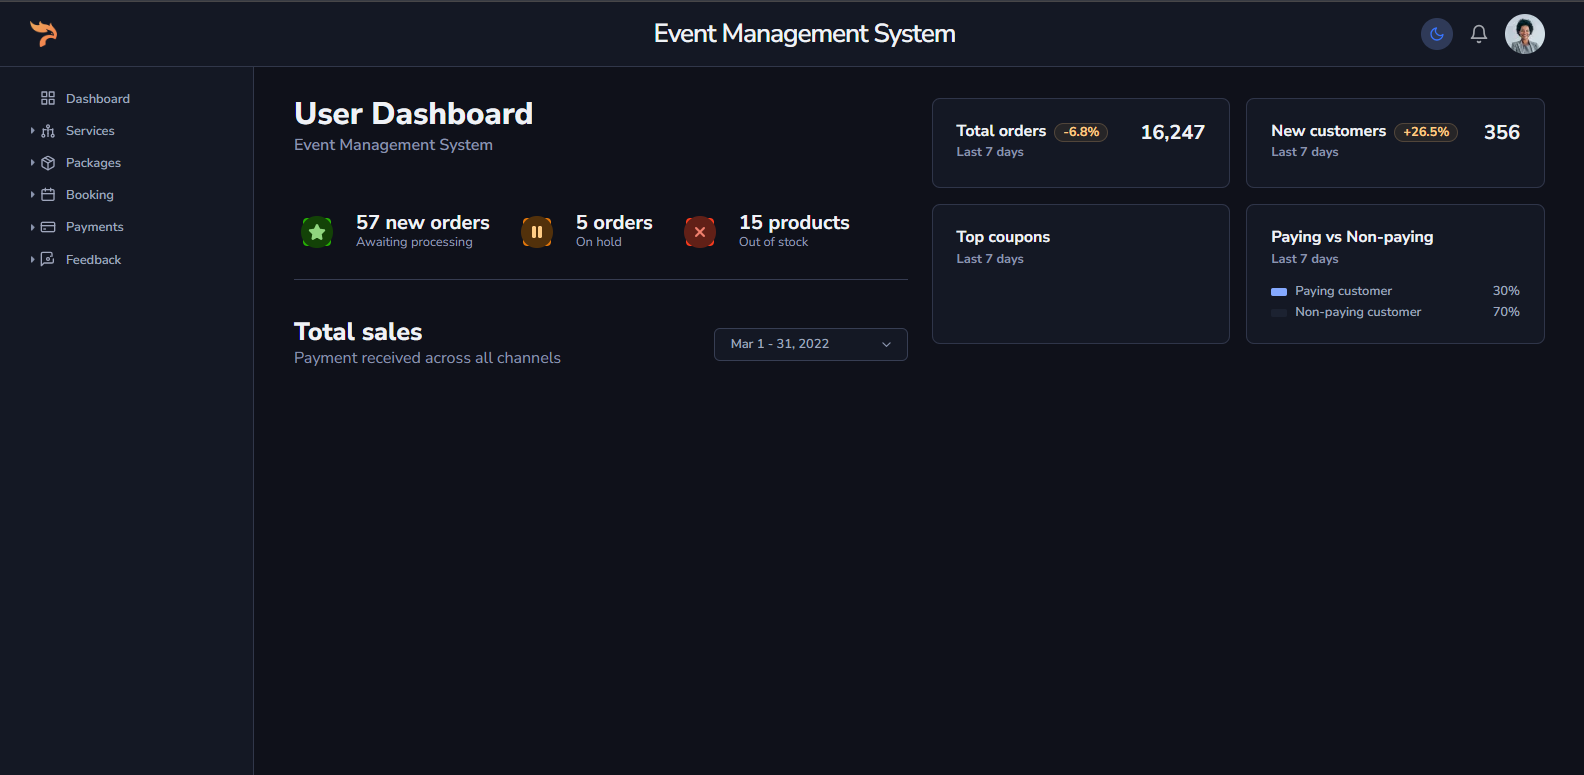 Event Management System
Dashboard
Services
Packages
Booking
Payments
Feedback
User Dashboard
Event Management System
57 new orders
Awaiting processing
5 orders
On hold
15 products
Out of stock
Total sales
Payment received across all channels
Mar 1 - 31, 2022
Total orders -6.8% 16,247
Last 7 days
New customers +26.5% 356
Last 7 days
Top coupons
Last 7 days
Paying vs Non-paying
Last 7 days
Paying customer 30%
Non-paying customer 70%